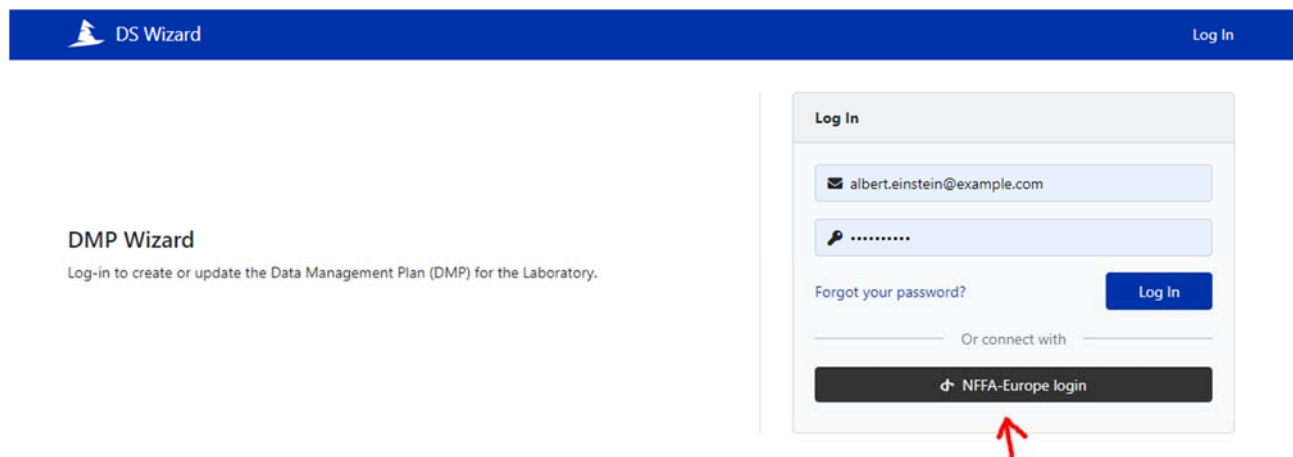 DS Wizard
Log In
DMP Wizard
Log-in to create or update the Data Management Plan (DMP) for the Laboratory.
Log In
albert.einstein@example.com
••••••••••
Forgot your password?
Log In
Or connect with
NFFA-Europe login